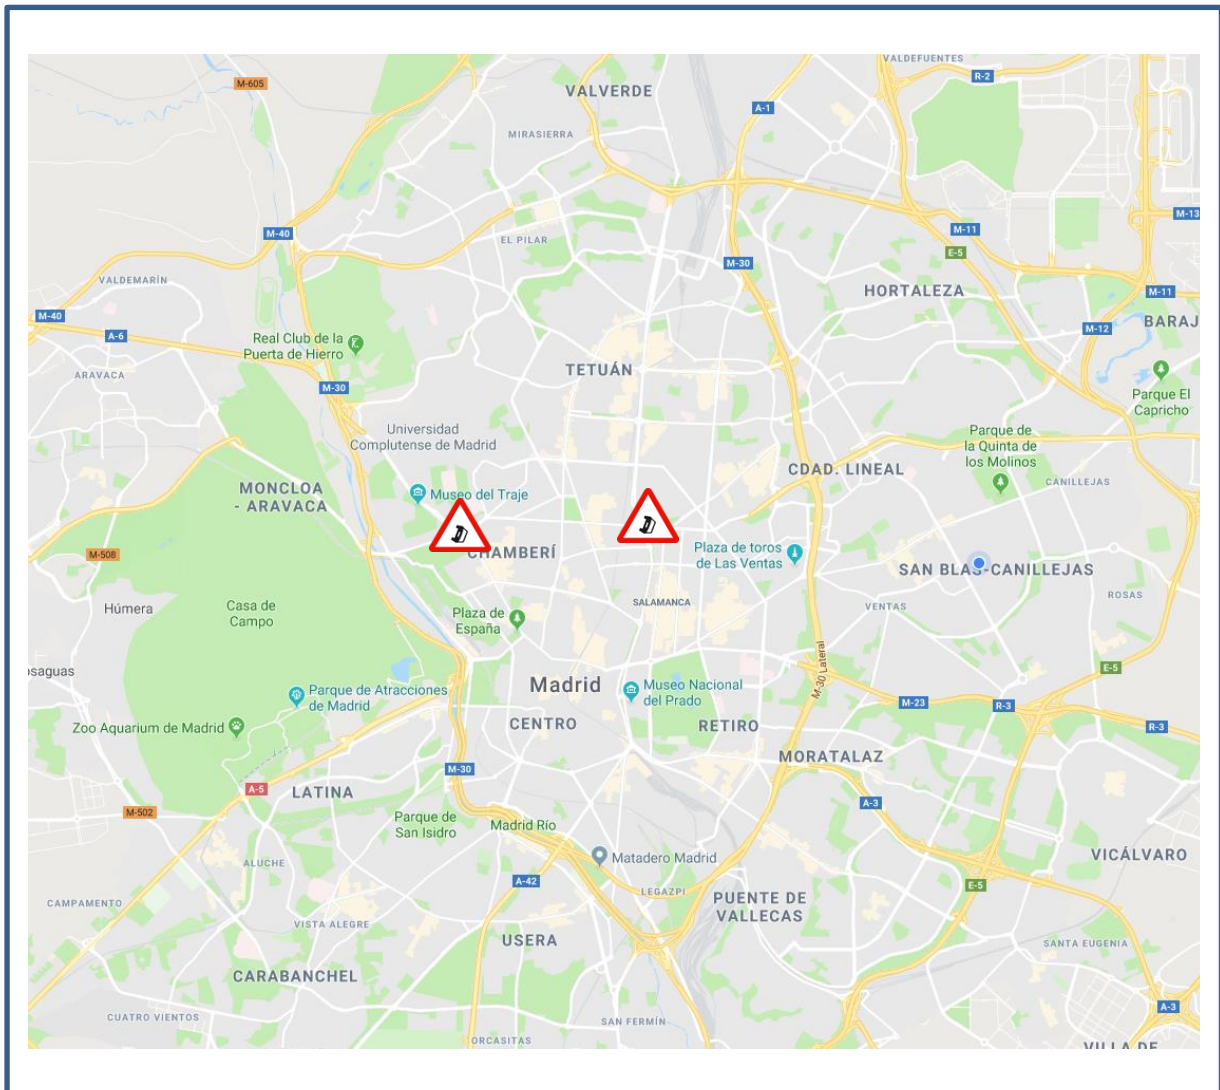 VALDEFUENTES
R-2
M-605
VALVERDE
A-1
MIRASIERRA
M-13
M-40
EL PILAR
M-11
E-5
M-30
VALDEMARÍN
HORTALEZA
M-11
M-40
BARAJ
A-6
M-12
Real Club de la
Puerta de Hierro
TETUÁN
ARAVACA
M-30
Parque El
Capricho
Universidad
Complutense de Madrid
Parque de
la Quinta de
los Molinos
CDAD. LINEAL
CANILLEJAS
MONCLOA
- ARAVACA
Museo del Traje
M-508
CHAMBERÍ
Plaza de toros
de Las Ventas
SAN BLAS-CANILLEJAS
Húmera
Casa de
Campo
Plaza de
España
SALAMANCA
VENTAS
ROSAS
osaguas
M-30 Lateral
E-5
Madrid
Parque de Atracciones
de Madrid
Museo Nacional
del Prado
M-23
R-3
Zoo Aquarium de Madrid
CENTRO
RETIRO
R-3
M-30
MORATALAZ
A-5
LATINA
M-502
A-3
Parque de
San Isidro
Madrid Río
Matadero Madrid
VICÁLVARO
ALUCHE
A-42
LEGAZPI
E-5
CAMPAMENTO
PUENTE DE
VALLECAS
VISTA ALEGRE
USERA
SANTA EUGENIA
CARABANCHEL
A-3
CUATRO VIENTOS
SAN FERMÍN
ORCASITAS
VILLA DE